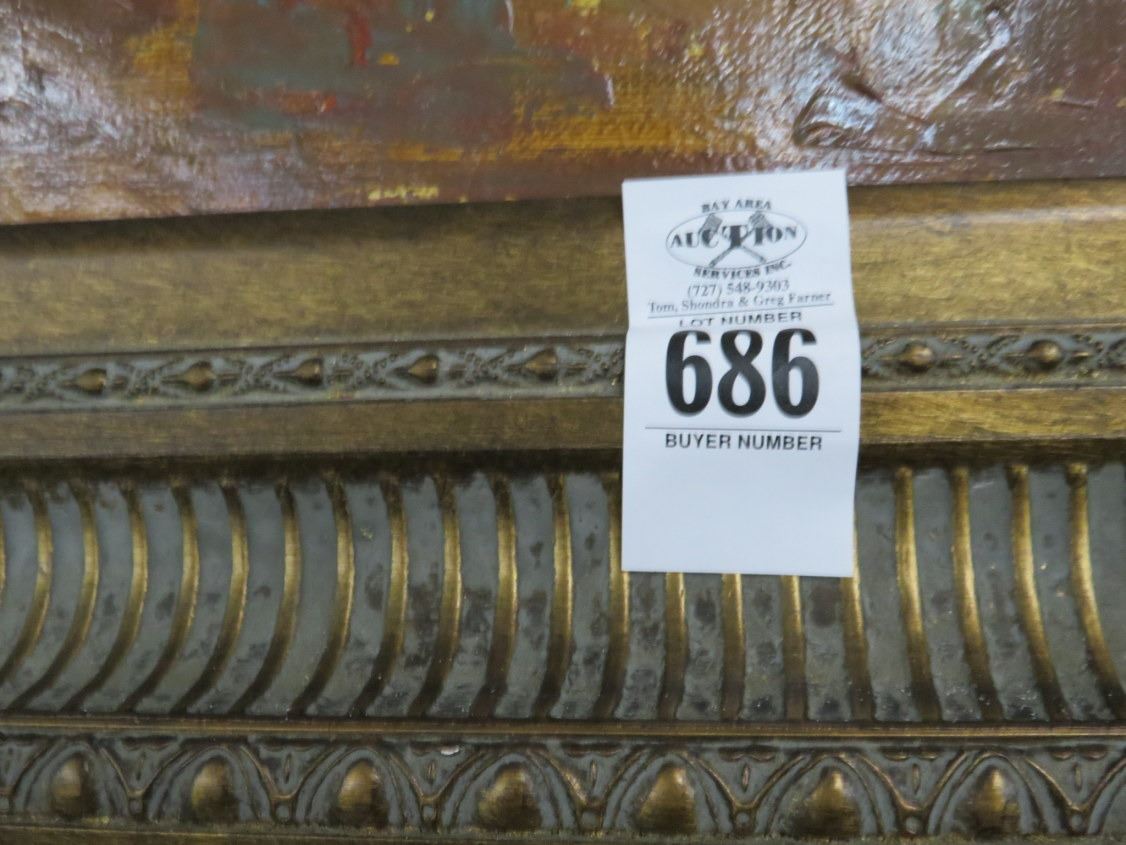 BAY AREA
AUCTION
SERVICES INC.
(727) 548-9303
Tom, Shondra & Greg Farner
LOT NUMBER
686
BUYER NUMBER